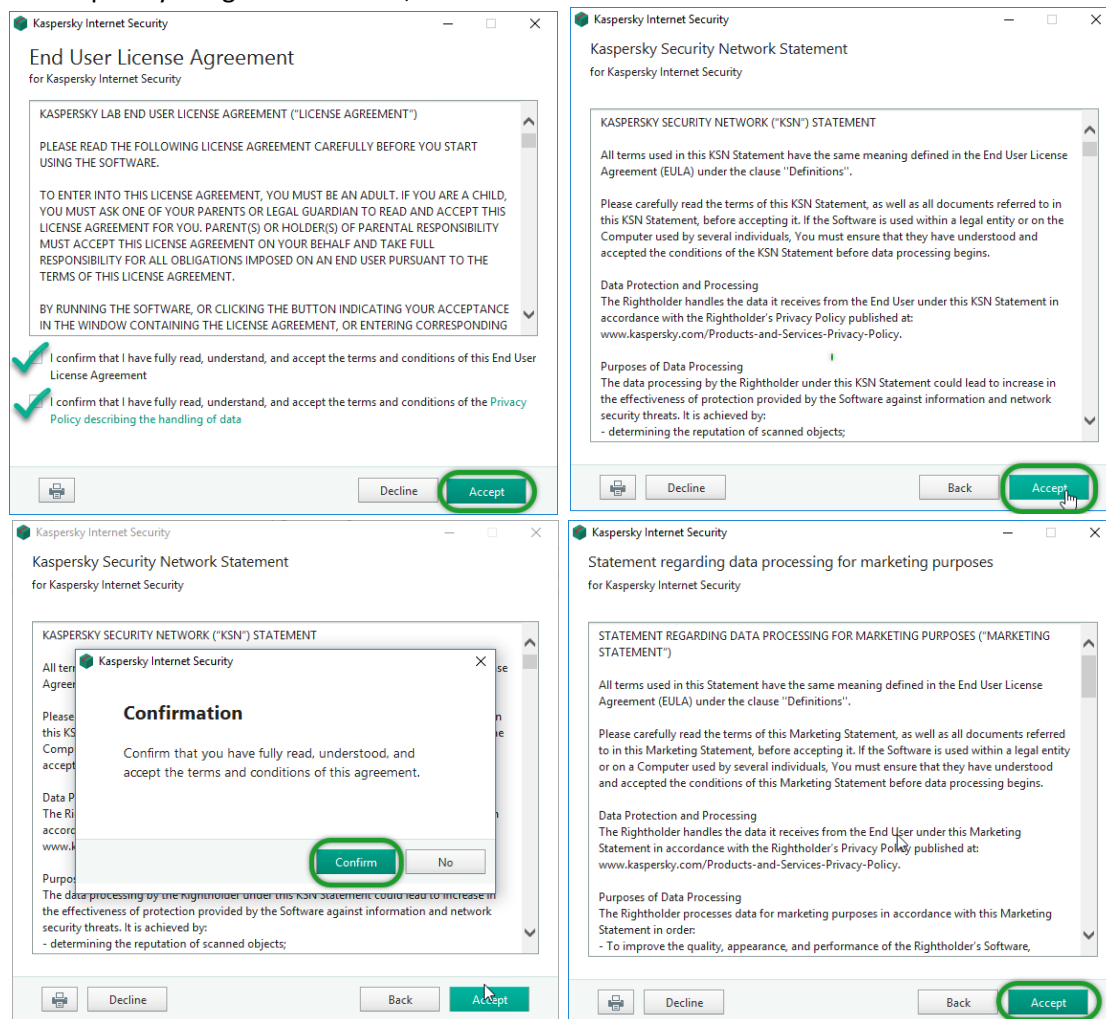 Kaspersky Internet Security
End User License Agreement
for Kaspersky Internet Security
KASPERSKY LAB END USER LICENSE AGREEMENT ("LICENSE AGREEMENT")
PLEASE READ THE FOLLOWING LICENSE AGREEMENT CAREFULLY BEFORE YOU START
USING THE SOFTWARE.
TO ENTER INTO THIS LICENSE AGREEMENT, YOU MUST BE AN ADULT. IF YOU ARE A CHILD,
YOU MUST ASK ONE OF YOUR PARENTS OR LEGAL GUARDIAN TO READ AND ACCEPT THIS
LICENSE AGREEMENT FOR YOU. PARENT(S) OR HOLDER(S) OF PARENTAL RESPONSIBILITY
MUST ACCEPT THIS LICENSE AGREEMENT ON YOUR BEHALF AND TAKE FULL
RESPONSIBILITY FOR ALL OBLIGATIONS IMPOSED ON AN END USER PURSUANT TO THE
TERMS OF THIS LICENSE AGREEMENT.
BY RUNNING THE SOFTWARE, OR CLICKING THE BUTTON INDICATING YOUR ACCEPTANCE
IN THE WINDOW CONTAINING THE LICENSE AGREEMENT, OR ENTERING CORRESPONDING
I confirm that I have fully read, understand, and accept the terms and conditions of this End User
License Agreement
I confirm that I have fully read, understand, and accept the terms and conditions of the Privacy
Policy describing the handling of data
Decline Accept
Kaspersky Internet Security
Kaspersky Security Network Statement
for Kaspersky Internet Security
KASPERSKY SECURITY NETWORK ("KSN") STATEMENT
All terms used in this KSN Statement have the same meaning defined in the End User License
Agreement (EULA) under the clause "Definitions".
Please carefully read the terms of this KSN Statement, as well as all documents referred to in
this KSN Statement, before accepting it. If the Software is used within a legal entity or on the
Computer used by several individuals, You must ensure that they have understood and
accepted the conditions of the KSN Statement before data processing begins.
Data Protection and Processing
The Rightholder handles the data it receives from the End User under this KSN Statement in
accordance with the Rightholder's Privacy Policy published at:
www.kaspersky.com/Products-and-Services-Privacy-Policy.
Purposes of Data Processing
The data processing by the Rightholder under this KSN Statement could lead to increase in
the effectiveness of protection provided by the Software against information and network
security threats. It is achieved by:
- determining the reputation of scanned objects;
Decline Back Accept
Kaspersky Internet Security
Kaspersky Security Network Statement
for Kaspersky Internet Security
KASPERSKY SECURITY NETWORK ("KSN") STATEMENT
All ter
se
Agree
Kaspersky Internet Security
Confirmation
Confirm that you have fully read, understood, and
accept the terms and conditions of this agreement.
Confirm No
Please
this KS
Comp
accept
Data P
The Ri
accord
www.k
Purpos
The data processing by the Rightholder under this KSN Statement could lead to increase in
the effectiveness of protection provided by the Software against information and network
security threats. It is achieved by:
- determining the reputation of scanned objects;
Decline Back Accept
Kaspersky Internet Security
Statement regarding data processing for marketing purposes
for Kaspersky Internet Security
STATEMENT REGARDING DATA PROCESSING FOR MARKETING PURPOSES ("MARKETING
STATEMENT")
All terms used in this Statement have the same meaning defined in the End User License
Agreement (EULA) under the clause "Definitions".
Please carefully read the terms of this Marketing Statement, as well as all documents referred
to in this Marketing Statement, before accepting it. If the Software is used within a legal entity
or on a Computer used by several individuals, You must ensure that they have understood
and accepted the conditions of this Marketing Statement before data processing begins.
Data Protection and Processing
The Rightholder handles the data it receives from the End User under this Marketing
Statement in accordance with the Rightholder's Privacy Policy published at:
www.kaspersky.com/Products-and-Services-Privacy-Policy.
Purposes of Data Processing
The Rightholder processes data for marketing purposes in accordance with this Marketing
Statement in order:
- To improve the quality, appearance, and performance of the Rightholder's Software,
Decline Back Accept